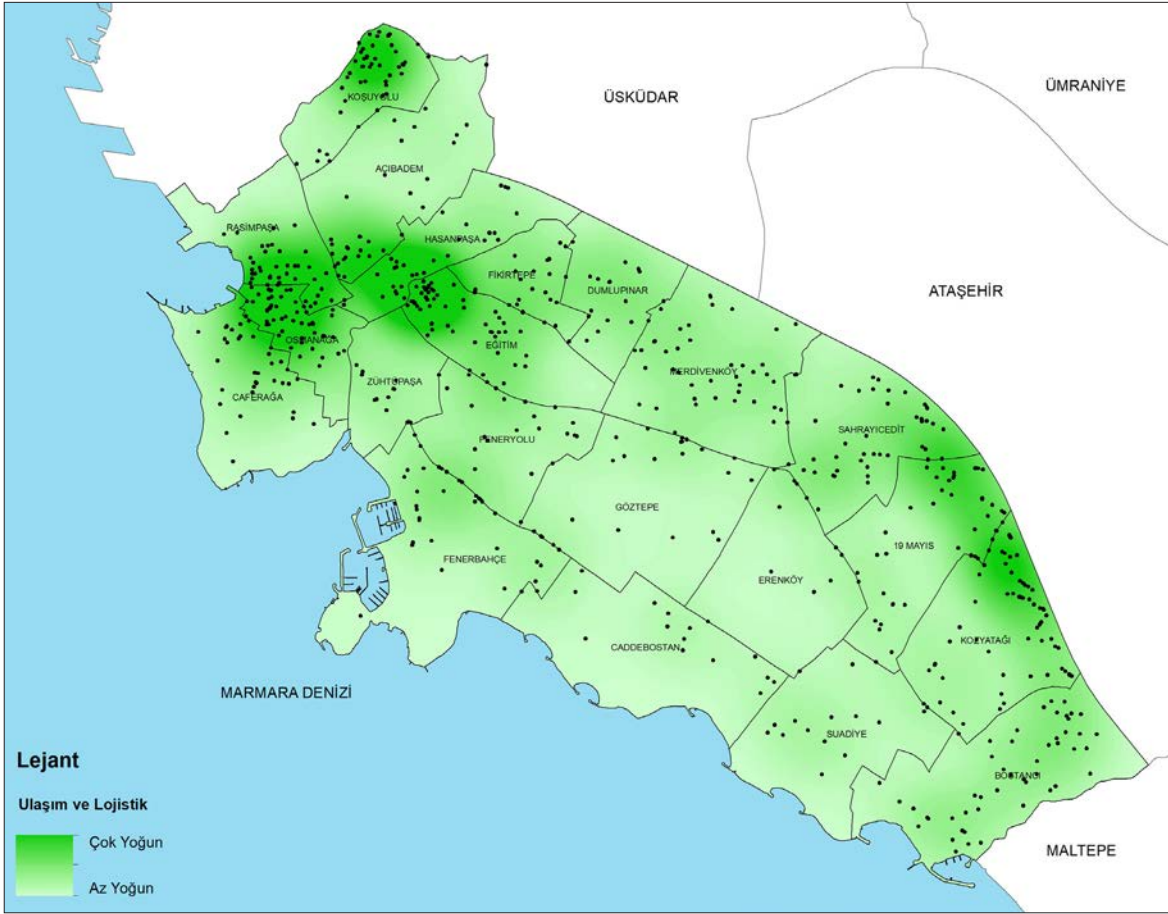 ÜSKÜDAR
ÜMRANİYE
KOŞUYOLU
ACIBADEM
RASİMPAŞA
HASANPAŞA
FİKİRTEPE
DUMLUPINAR
ATAŞEHİR
OSMANAĞA
EĞİTİM
ZÜHTÜPAŞA
MERDİVENKÖY
CAFERAĞA
SAHRAYICEDİT
FENERYOLU
GÖZTEPE
19 MAYIS
FENERBAHÇE
ERENKÖY
KOZYATAĞI
CADDEBOSTAN
MARMARA DENİZİ
SUADİYE
BOSTANCI
MALTEPE
Lejant
Ulaşım ve Lojistik
Çok Yoğun
Az Yoğun